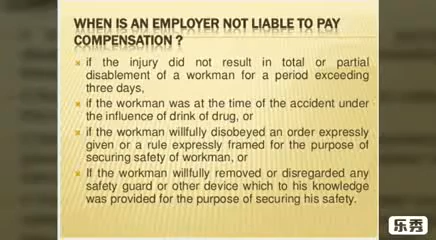 WHEN IS AN EMPLOYER NOT LIABLE TO PAY
COMPENSATION ?
if the injury did not result in total or partial
disablement of a workman for a period exceeding
three days,
if the workman was at the time of the accident under
the influence of drink of drug, or
if the workman willfully disobeyed an order expressly
given or a rule expressly framed for the purpose of
securing safety of workman, or
If the workman willfully removed or disregarded any
safety guard or other device which to his knowledge
was provided for the purpose of securing his safety.
乐秀